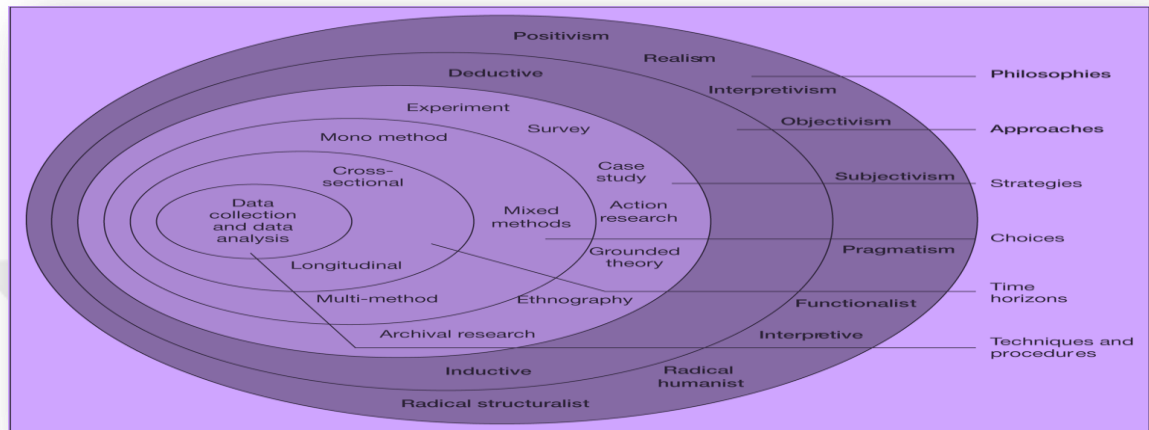 Positivism
Realism
Deductive
Philosophies
Interpretivism
Experiment
Objectivism
Survey
Approaches
Mono method
Case
study
Cross-
sectional
Subjectivism
Strategies
Data
collection
and data
analysis
Mixed
methods
Action
research
Choices
Grounded
theory
Pragmatism
Longitudinal
Time
horizons
Multi-method
Ethnography
Functionalist
Archival research
Interpretive
Techniques and
procedures
Inductive
Radical
humanist
Radical structuralist